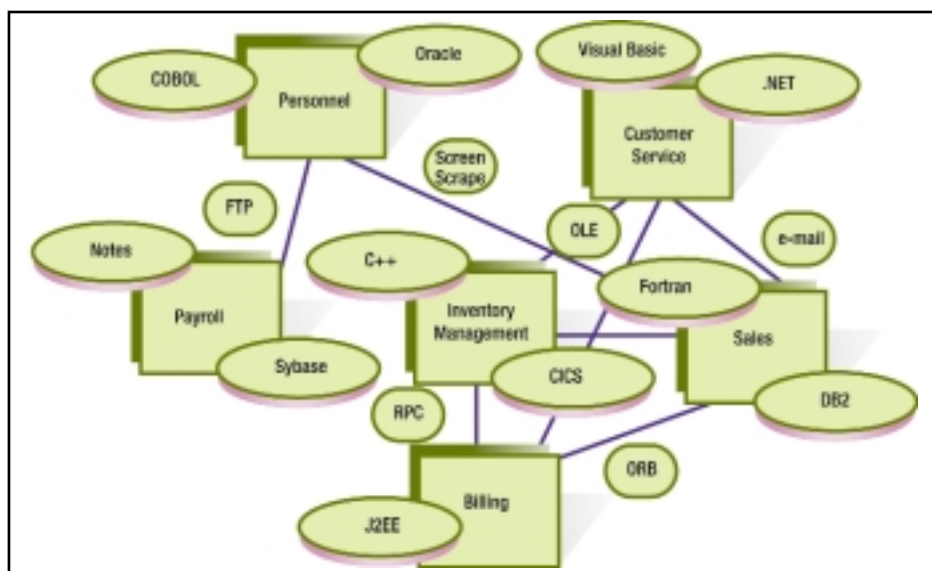 Visual Basic
Oracle
COBOL
.NET
Personnel
Customer
Service
Screen
Scrape
FTP
OLE
e-mail
Notes
C++
Fortran
Payroll
Inventory
Management
Sales
Sybase
CICS
DB2
RPC
ORB
Billing
J2EE